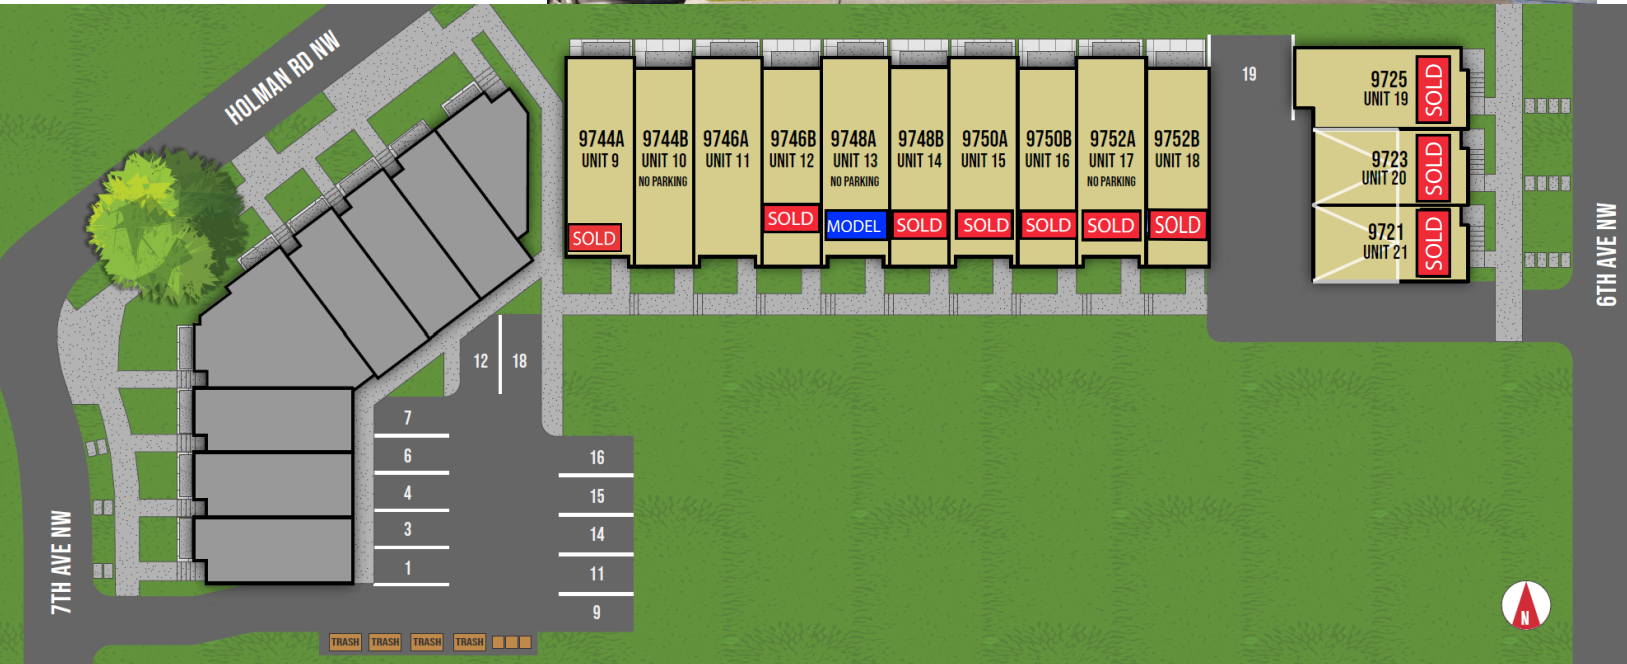 HOLMAN RD NW
9744A
UNIT 9
SOLD
9744B
UNIT 10
NO PARKING
9746A
UNIT 11
9746B
UNIT 12
SOLD
9748A
UNIT 13
NO PARKING
MODEL
9748B
UNIT 14
SOLD
9750A
UNIT 15
SOLD
9750B
UNIT 16
SOLD
9752A
UNIT 17
NO PARKING
SOLD
9752B
UNIT 18
SOLD
19
9725
UNIT 19
SOLD
9723
UNIT 20
SOLD
9721
UNIT 21
SOLD
6TH AVE NW
12
18
7
6
4
3
1
16
15
14
11
9
7TH AVE NW
TRASH
TRASH
TRASH
TRASH
N